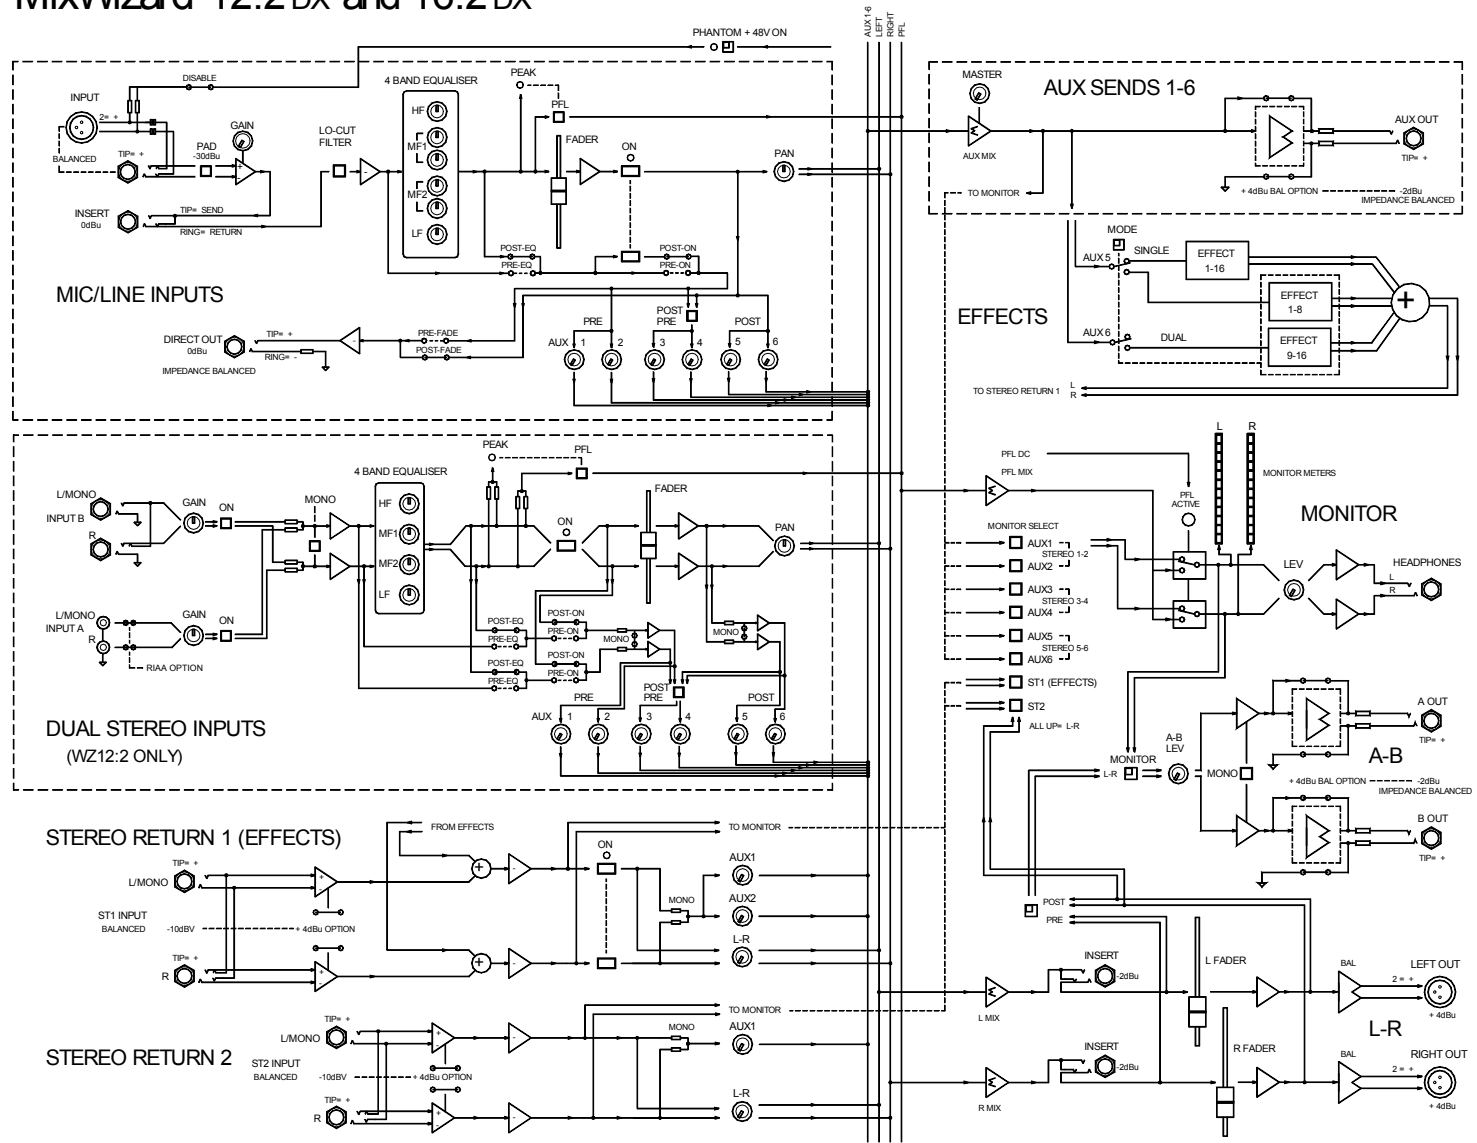 MixWizard 12:2 DX and 16:2 DX
AUX 1-6
LEFT
RIGHT
PFL
PHANTOM + 48V ON
DISABLE
INPUT
2= +
BALANCED
TIP= +
GAIN
PAD
-30dBu
INSERT
0dBu
TIP= SEND
RING= RETURN
LO-CUT
FILTER
4 BAND EQUALISER
HF
MF1
MF2
LF
PEAK
PFL
FADER
ON
PAN
POST-EQ
PRE-EQ
POST-ON
PRE-ON
MIC/LINE INPUTS
DIRECT OUT
0dBu
TIP= +
RING= -
IMPEDANCE BALANCED
PRE-FADE
POST-FADE
PRE
POST
PRE
POST
AUX 1 2 3 4 5 6
MASTER
AUX SENDS 1-6
AUX MIX
AUX OUT
TIP= +
TO MONITOR
+ 4dBu BAL OPTION
-2dBu
IMPEDANCE BALANCED
MODE
SINGLE
AUX 5
EFFECT
1-16
EFFECT
1-8
EFFECTS
+
AUX 6
DUAL
EFFECT
9-16
TO STEREO RETURN 1
L
R
4 BAND EQUALISER
PEAK
PFL
L/MONO
INPUT B
R
GAIN
ON
MONO
HF
MF1
MF2
LF
ON
FADER
PAN
L/MONO
INPUT A
R
GAIN
ON
RIAA OPTION
POST-EQ
PRE-EQ
POST-ON
PRE-ON
MONO
MONO
POST-EQ
PRE-EQ
POST-ON
PRE-ON
PRE
POST
PRE
POST
AUX 1 2 3 4 5 6
DUAL STEREO INPUTS
(WZ12:2 ONLY)
PFL DC
PFL MIX
L R
MONITOR METERS
PFL
ACTIVE
MONITOR
MONITOR SELECT
AUX1
STEREO 1-2
AUX2
AUX3
STEREO 3-4
AUX4
AUX5
STEREO 5-6
AUX6
ST1 (EFFECTS)
ST2
ALL UP= L-R
LEV
HEADPHONES
L
R
MONITOR
L-R
A-B
LEV
MONO
A OUT
TIP= +
A-B
+ 4dBu BAL OPTION
-2dBu
IMPEDANCE BALANCED
B OUT
TIP= +
STEREO RETURN 1 (EFFECTS)
FROM EFFECTS
TO MONITOR
TIP= +
L/MONO
+
-
+
-
ON
MONO
AUX1
AUX2
L-R
ST1 INPUT
BALANCED
-10dBV
+ 4dBu OPTION
TIP= +
R
+
-
+
-
POST
PRE
STEREO RETURN 2
TO MONITOR
TIP= +
L/MONO
+
-
-
MONO
AUX1
ST2 INPUT
BALANCED
-10dBV
+ 4dBu OPTION
TIP= +
R
+
-
-
L-R
INSERT
-2dBu
L MIX
L FADER
BAL
LEFT OUT
2 = +
+ 4dBu
L-R
INSERT
-2dBu
R MIX
R FADER
BAL
RIGHT OUT
2 = +
+ 4dBu